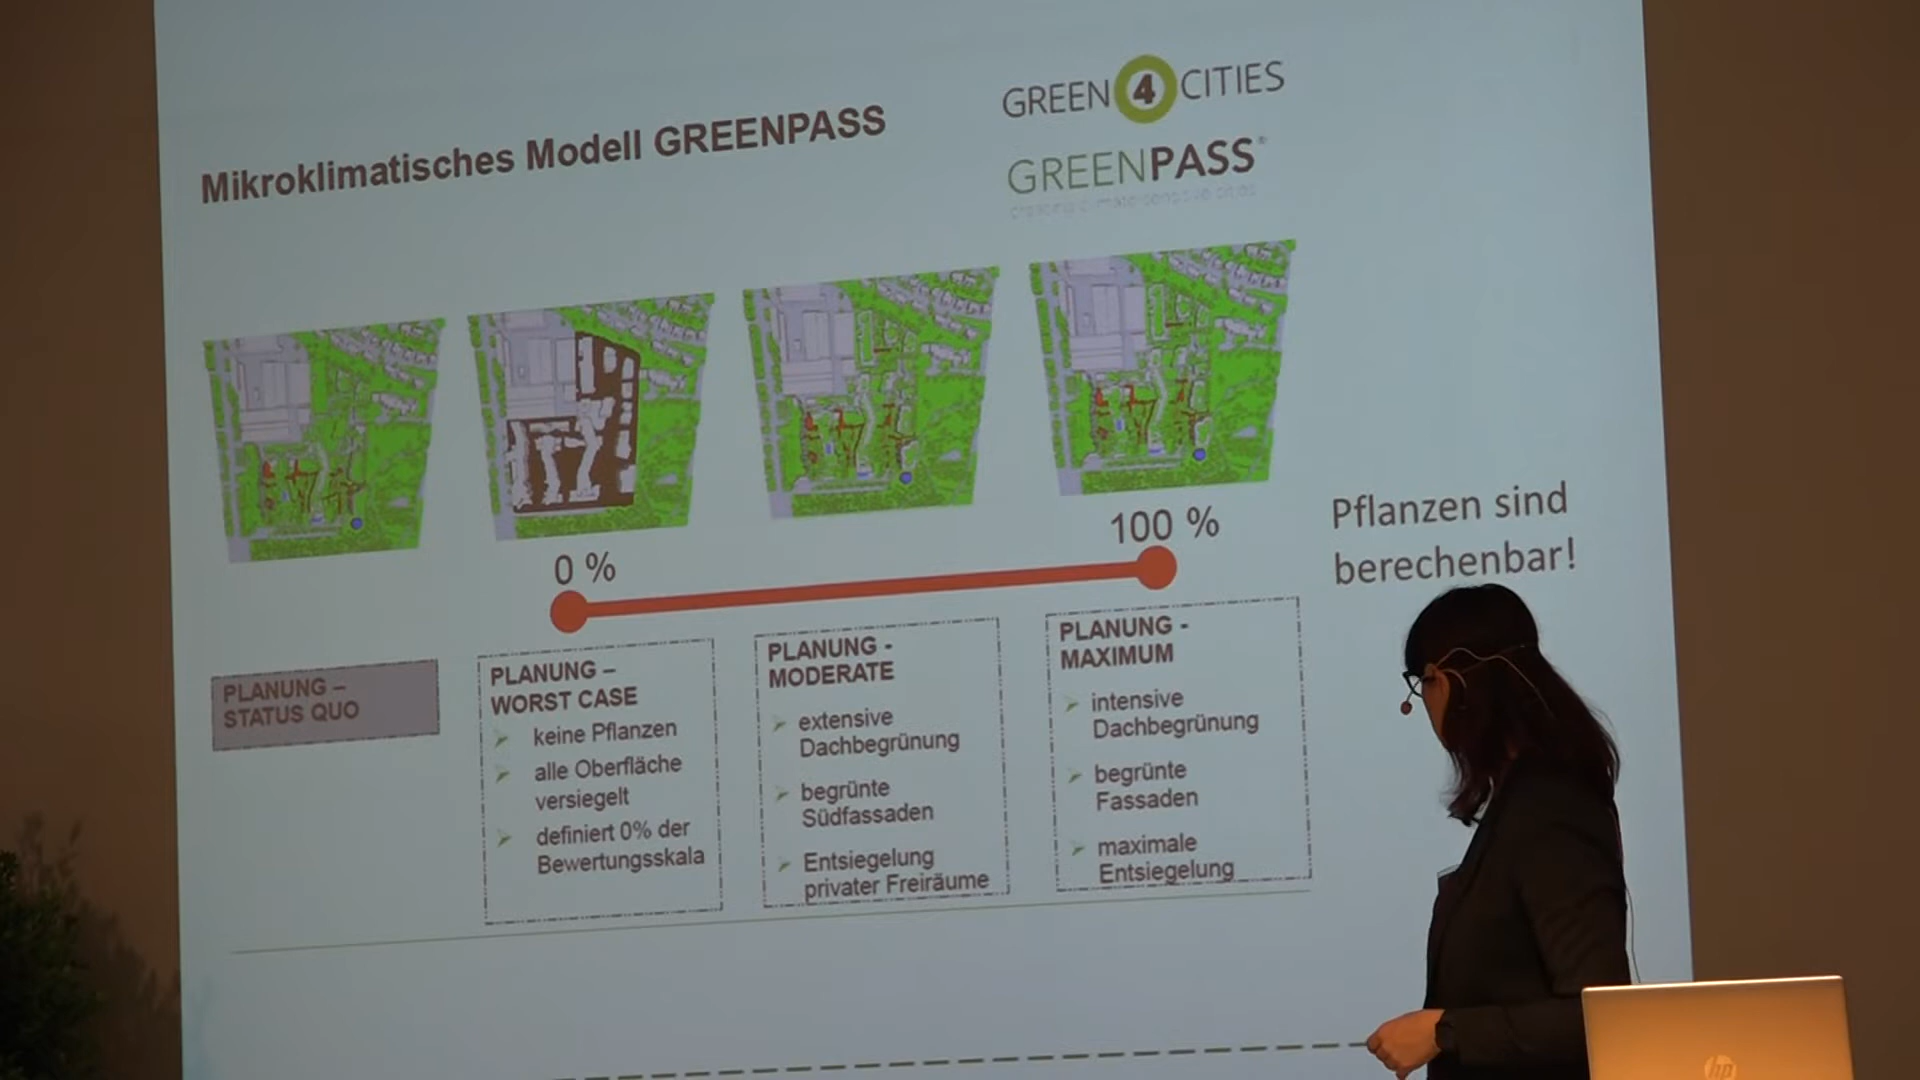 GREEN 4 CITIES
Mikroklimatisches Modell GREENPASS
GREENPASS®
0 %
100 %
Pflanzen sind
berechenbar!
PLANUNG –
STATUS QUO
PLANUNG –
WORST CASE
keine Pflanzen
alle Oberfläche
versiegelt
definiert 0% der
Bewertungsskala
PLANUNG -
MODERATE
extensive
Dachbegrünung
begrünte
Südfassaden
Entsiegelung
privater Freiräume
PLANUNG -
MAXIMUM
intensive
Dachbegrünung
begrünte
Fassaden
maximale
Entsiegelung
hp